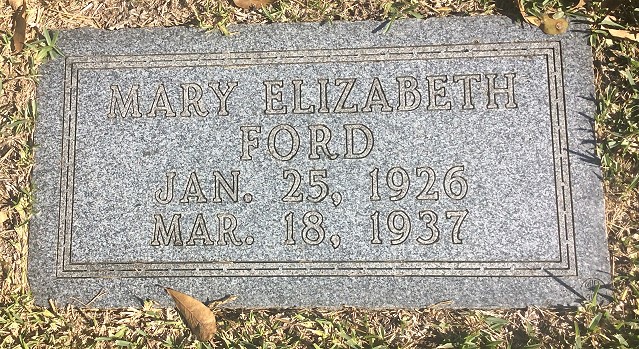 MARY ELIZABETH
FORD
JAN. 25, 1926
MAR. 18, 1937